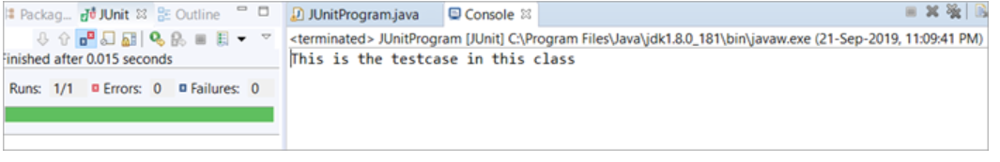 Packag... JUnit Outline
Finished after 0.015 seconds
Runs: 1/1 Errors: 0 Failures: 0
JUnitProgram.java Console
<terminated> JUnitProgram [JUnit] C:\Program Files\Java\jdk1.8.0_181\bin\javaw.exe (21-Sep-2019, 11:09:41 PM)
This is the testcase in this class